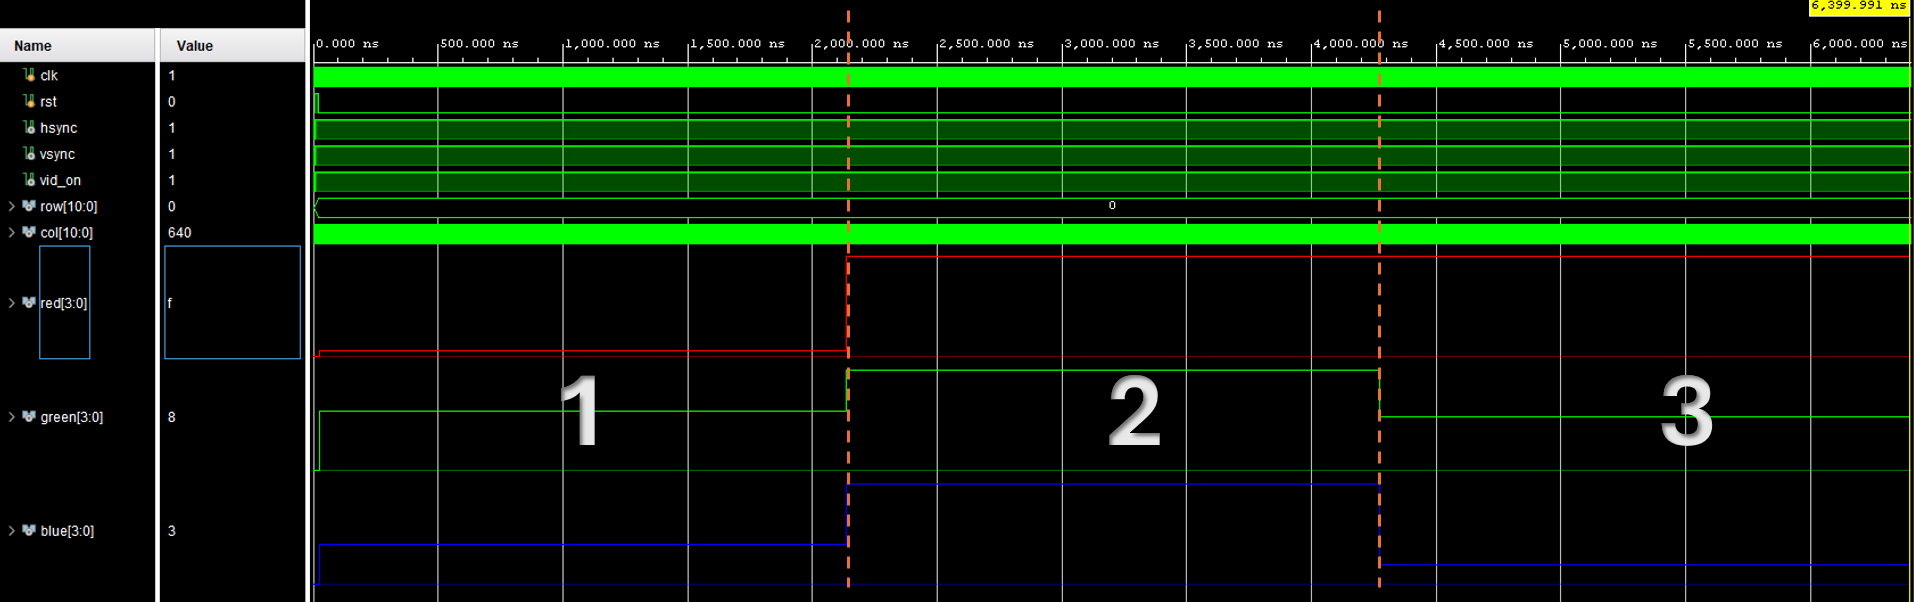 6,399.991 ns
Name Value
0.000 ns 500.000 ns 1,000.000 ns 1,500.000 ns 2,000.000 ns 2,500.000 ns 3,000.000 ns 3,500.000 ns 4,000.000 ns 4,500.000 ns 5,000.000 ns 5,500.000 ns 6,000.000 ns
clk 1
rst 0
hsync 1
vsync 1
vid_on 1
row[10:0] 0 0
col[10:0] 640
red[3:0] f
green[3:0] 8 1 2 3
blue[3:0] 3